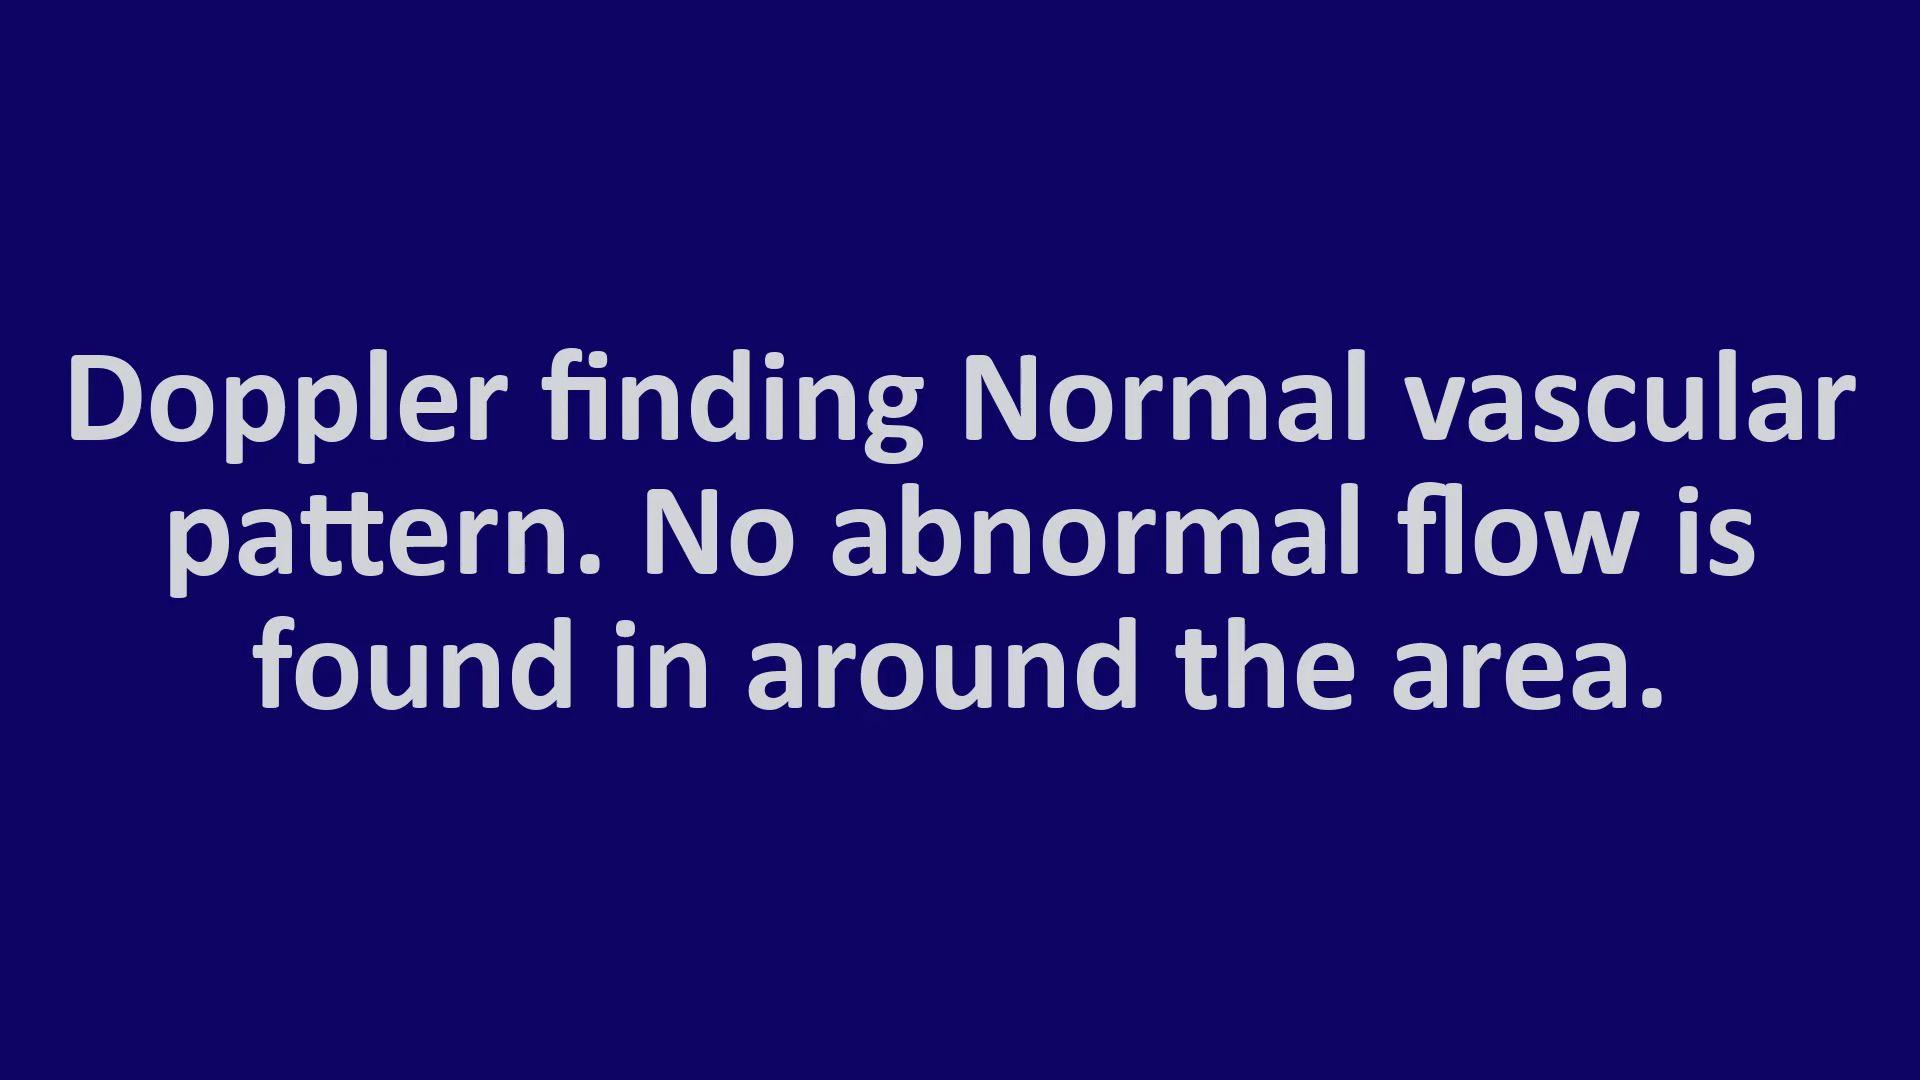 Doppler finding Normal vascular
pattern. No abnormal flow is
found in around the area.